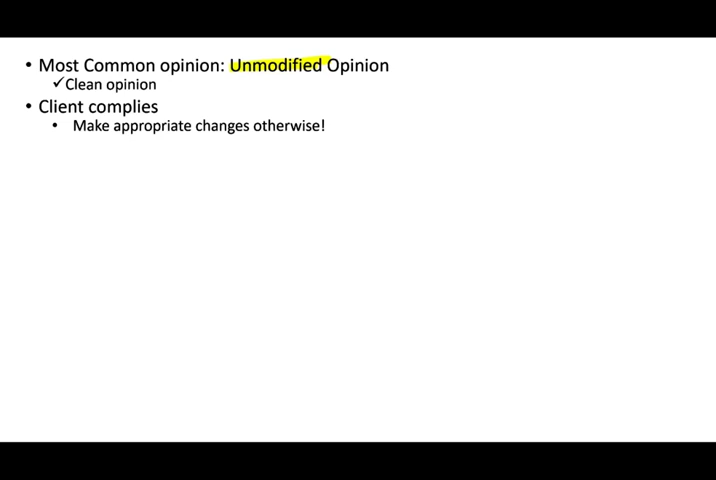 • Most Common opinion: Unmodified Opinion
✓Clean opinion
• Client complies
• Make appropriate changes otherwise!